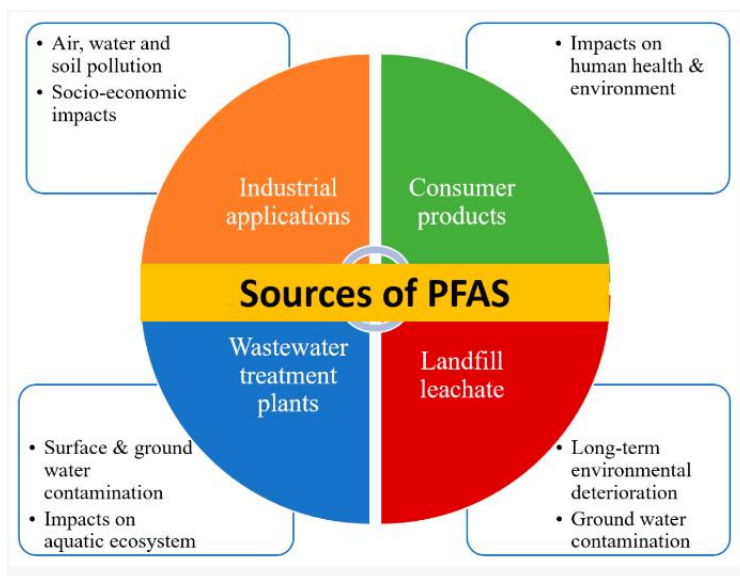 • Air, water and
soil pollution
• Socio-economic
impacts
• Impacts on
human health &
environment
Industrial
applications
Consumer
products
Sources of PFAS
Wastewater
treatment
plants
Landfill
leachate
• Surface & ground
water
contamination
• Impacts on
aquatic ecosystem
• Long-term
environmental
deterioration
• Ground water
contamination